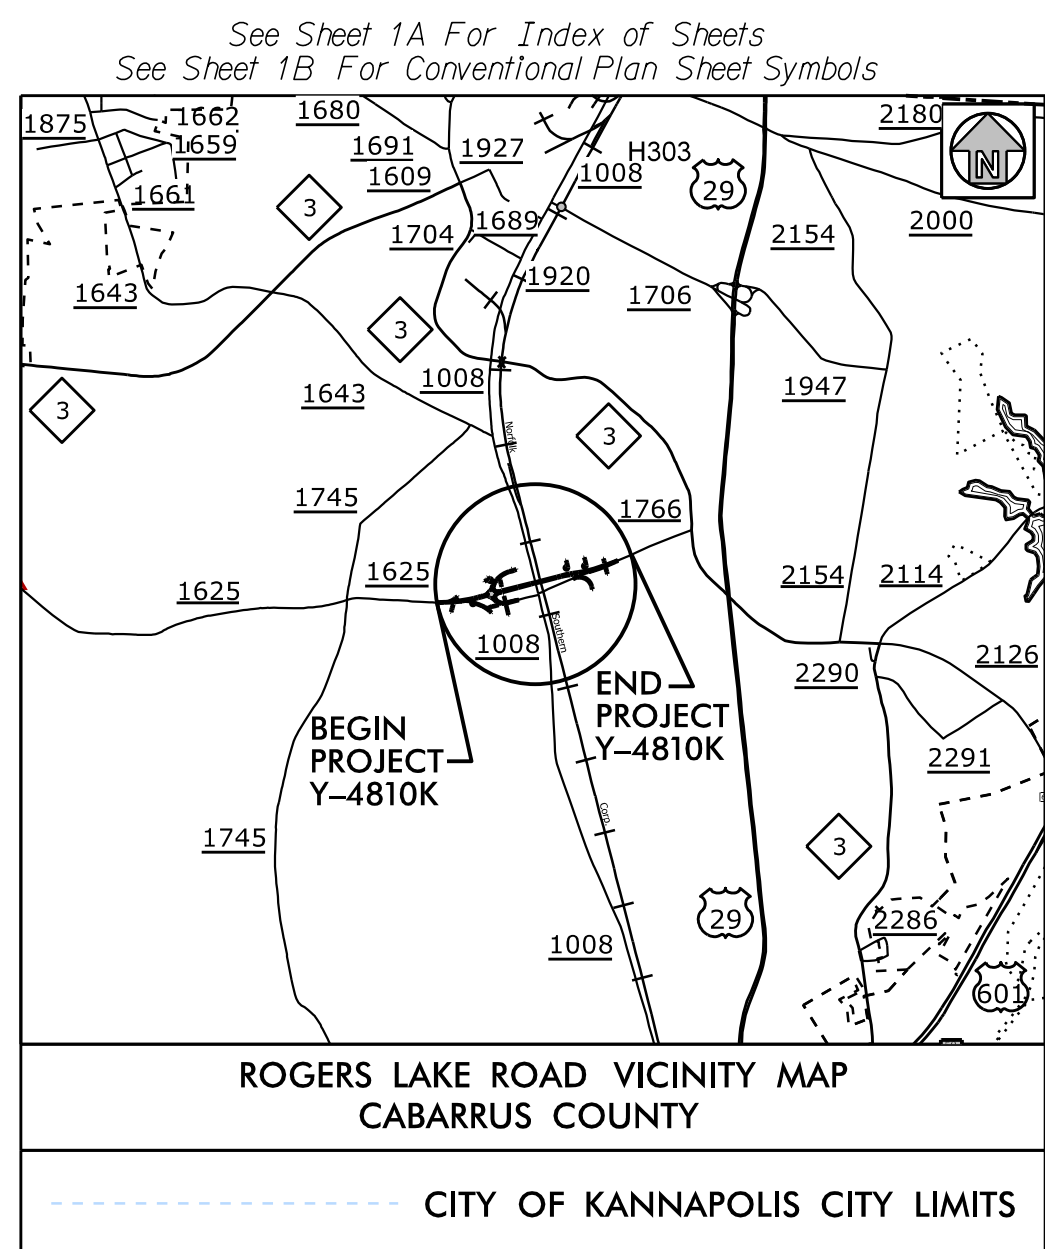 See Sheet 1A For Index of Sheets
See Sheet 1B For Conventional Plan Sheet Symbols
1875
1662
1659
1680
1691
1609
1927
H303
1008
29
2180
N
1661
3
1704
1689
2154
2000
1643
1920
1706
3
1643
1008
1947
3
3
Norfolk
1745
1766
1625
1625
2154
2114
Southern
1008
2290
2126
END
PROJECT
Y–4810K
BEGIN
PROJECT
Y–4810K
2291
Corp.
1745
3
29
2286
1008
601
ROGERS LAKE ROAD VICINITY MAP
CABARRUS COUNTY
CITY OF KANNAPOLIS CITY LIMITS